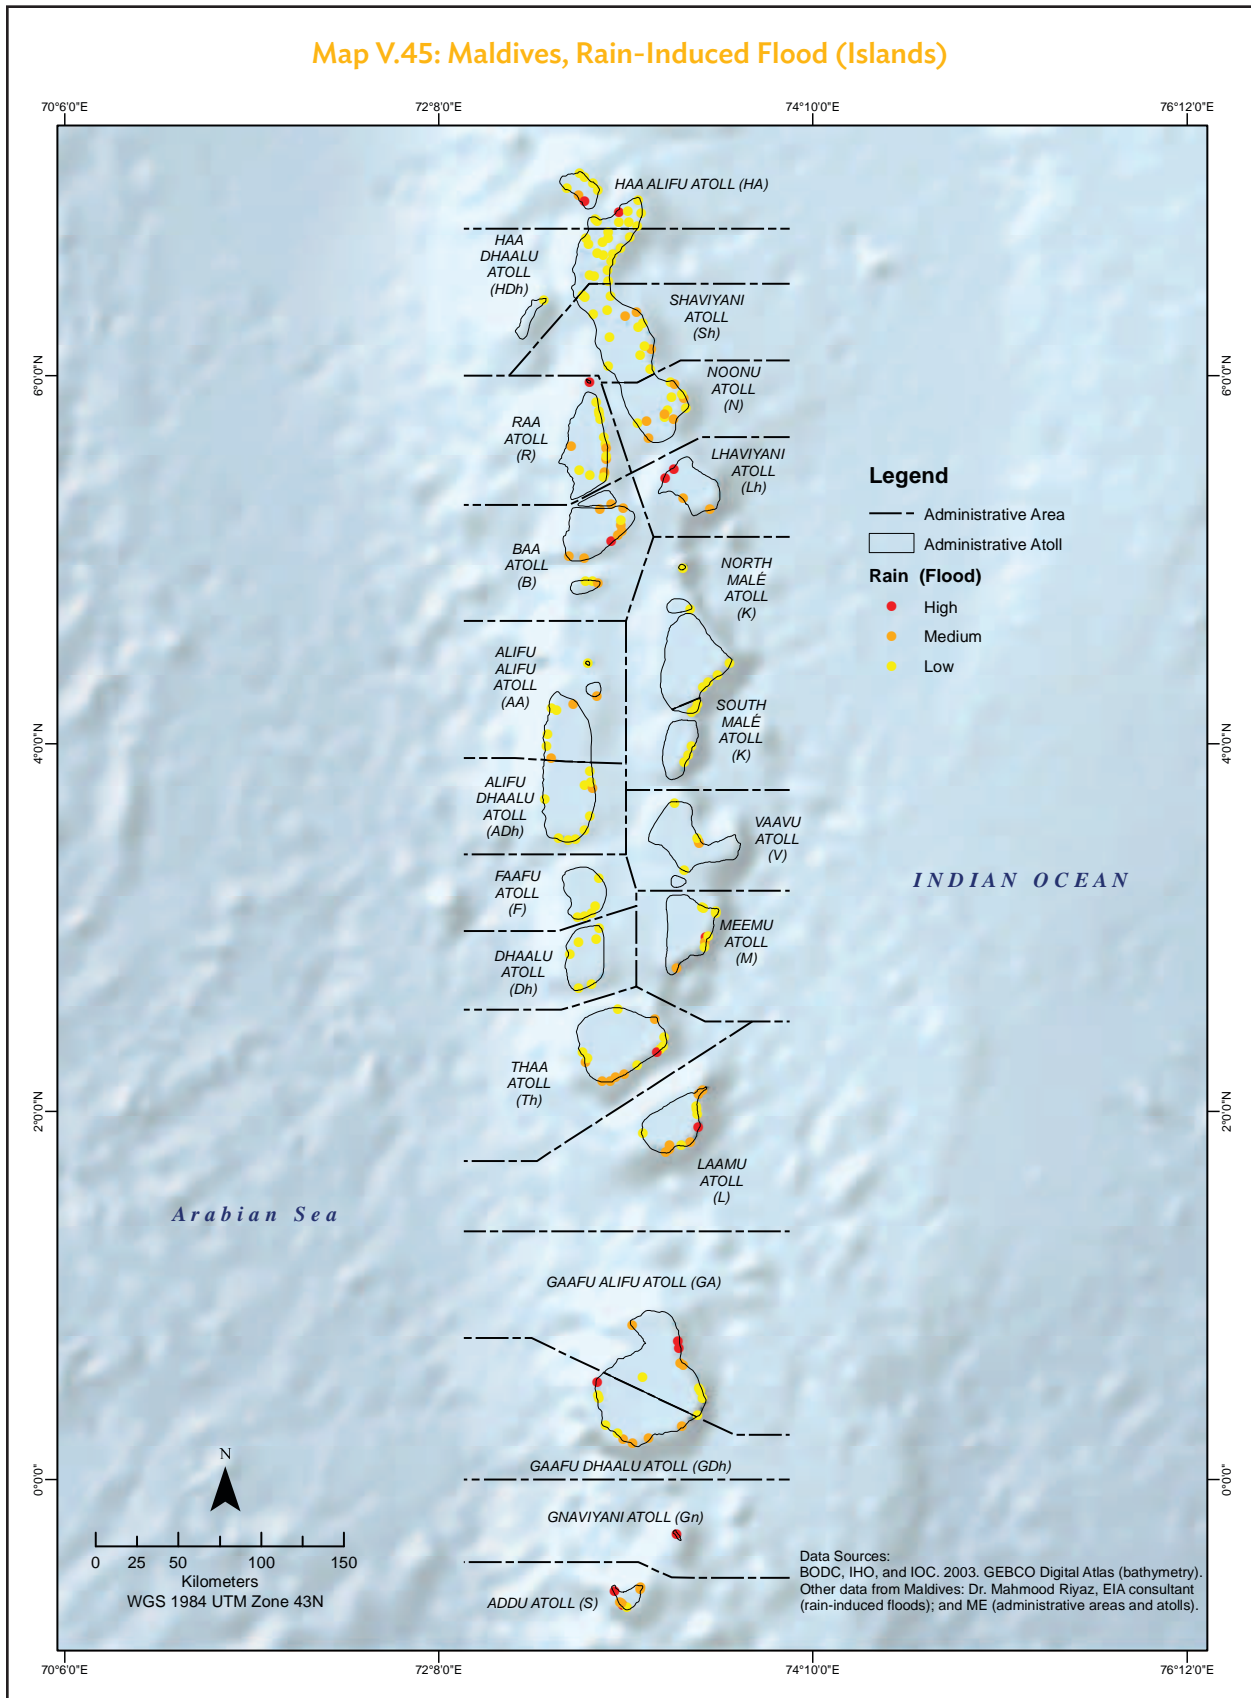 Map V.45: Maldives, Rain-Induced Flood (Islands)
70°6'0"E
72°8'0"E
74°10'0"E
76°12'0"E
HAA ALIFU ATOLL (HA)
HAA
DHAALU
ATOLL
(HDh)
SHAVIYANI
ATOLL
(Sh)
6°0'0"N
6°0'0"N
NOONU
ATOLL
(N)
RAA
ATOLL
(R)
LHAVIYANI
ATOLL
(Lh)
Legend
Administrative Area
Administrative Atoll
Rain (Flood)
High
Medium
Low
BAA
ATOLL
(B)
NORTH
MALÉ
ATOLL
(K)
ALIFU
ALIFU
ATOLL
(AA)
SOUTH
MALÉ
ATOLL
(K)
4°0'0"N
4°0'0"N
ALIFU
DHAALU
ATOLL
(ADh)
VAAVU
ATOLL
(V)
FAAFU
ATOLL
(F)
INDIAN OCEAN
MEEMU
ATOLL
(M)
DHAALU
ATOLL
(Dh)
THAA
ATOLL
(Th)
2°0'0"N
2°0'0"N
LAAMU
ATOLL
(L)
Arabian Sea
GAAFU ALIFU ATOLL (GA)
GAAFU DHAALU ATOLL (GDh)
0°0'0"
0°0'0"
N
GNAVIYANI ATOLL (Gn)
0 25 50 100 150
Kilometers
WGS 1984 UTM Zone 43N
ADDU ATOLL (S)
Data Sources:
BODC, IHO, and IOC. 2003. GEBCO Digital Atlas (bathymetry).
Other data from Maldives: Dr. Mahmood Riyaz, EIA consultant
(rain-induced floods); and ME (administrative areas and atolls).
70°6'0"E
72°8'0"E
74°10'0"E
76°12'0"E